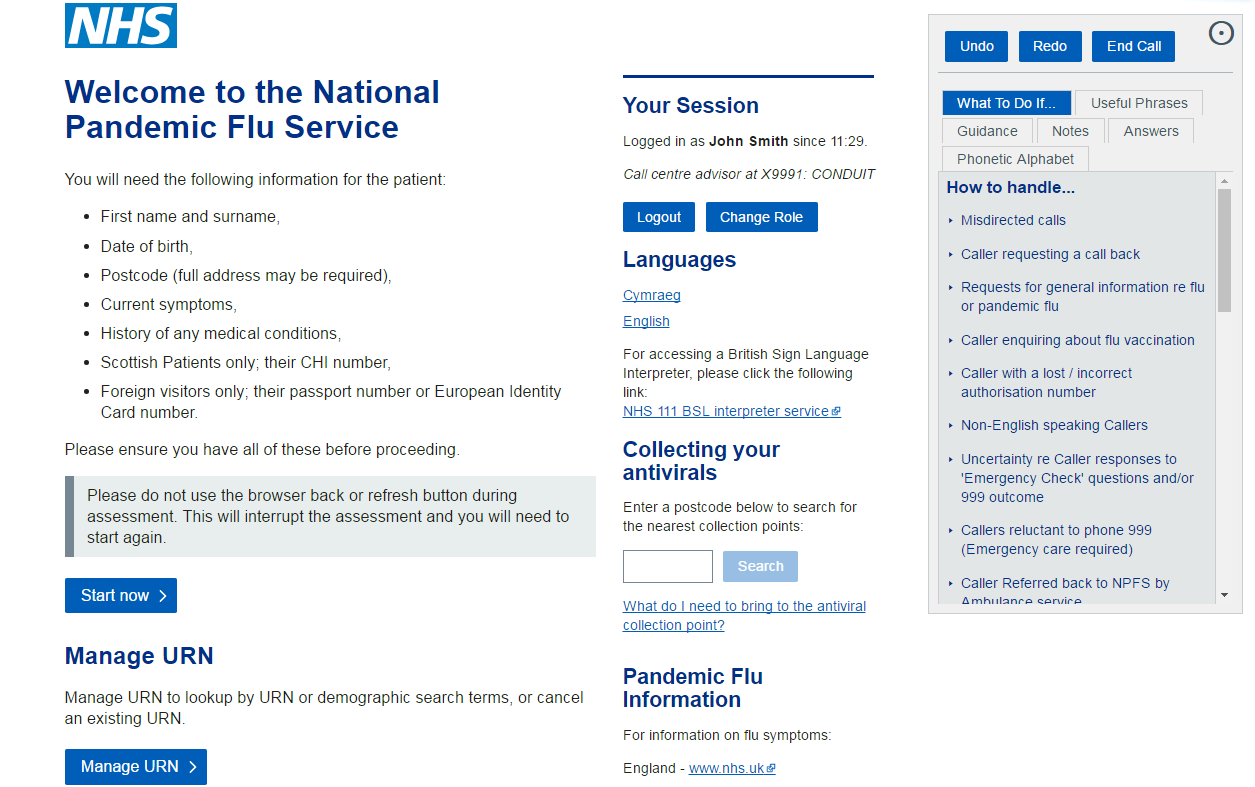 NHS
Welcome to the National
Pandemic Flu Service
You will need the following information for the patient:
First name and surname,
Date of birth,
Postcode (full address may be required),
Current symptoms,
History of any medical conditions,
Scottish Patients only; their CHI number,
Foreign visitors only; their passport number or European Identity
Card number.
Please ensure you have all of these before proceeding.
Please do not use the browser back or refresh button during
assessment. This will interrupt the assessment and you will need to
start again.
Start now
Manage URN
Manage URN to lookup by URN or demographic search terms, or cancel
an existing URN.
Manage URN
Your Session
Logged in as John Smith since 11:29.
Call centre advisor at X9991: CONDUIT
Logout Change Role
Languages
Cymraeg
English
For accessing a British Sign Language
Interpreter, please click the following
link:
NHS 111 BSL interpreter service
Collecting your
antivirals
Enter a postcode below to search for
the nearest collection points:
Search
What do I need to bring to the antiviral
collection point?
Pandemic Flu
Information
For information on flu symptoms:
England - www.nhs.uk
Undo Redo End Call
What To Do If... Useful Phrases
Guidance Notes Answers
Phonetic Alphabet
How to handle...
Misdirected calls
Caller requesting a call back
Requests for general information re flu
or pandemic flu
Caller enquiring about flu vaccination
Caller with a lost / incorrect
authorisation number
Non-English speaking Callers
Uncertainty re Caller responses to
'Emergency Check' questions and/or
999 outcome
Callers reluctant to phone 999
(Emergency care required)
Caller Referred back to NPFS by
Ambulance service